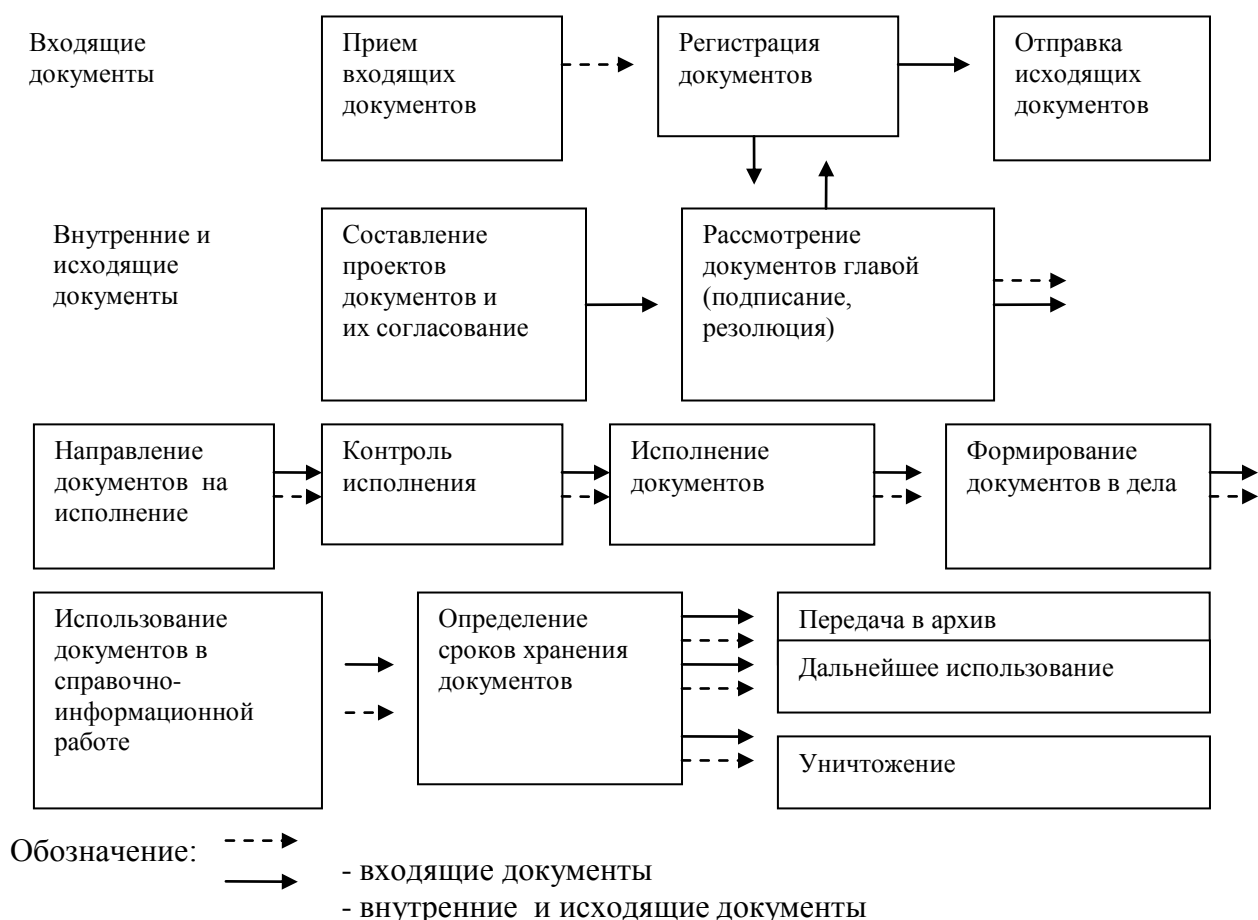 Входящие
документы
Прием
входящих
документов
Регистрация
документов
Отправка
исходящих
документов
Внутренние и
исходящие
документы
Составление
проектов
документов и
их согласование
Рассмотрение
документов главой
(подписание,
резолюция)
Направление
документов на
исполнение
Контроль
исполнения
Исполнение
документов
Формирование
документов в дела
Использование
документов в
справочно-
информационной
работе
Определение
сроков хранения
документов
Передача в архив
Дальнейшее использование
Уничтожение
Обозначение:
- входящие документы
- внутренние и исходящие документы